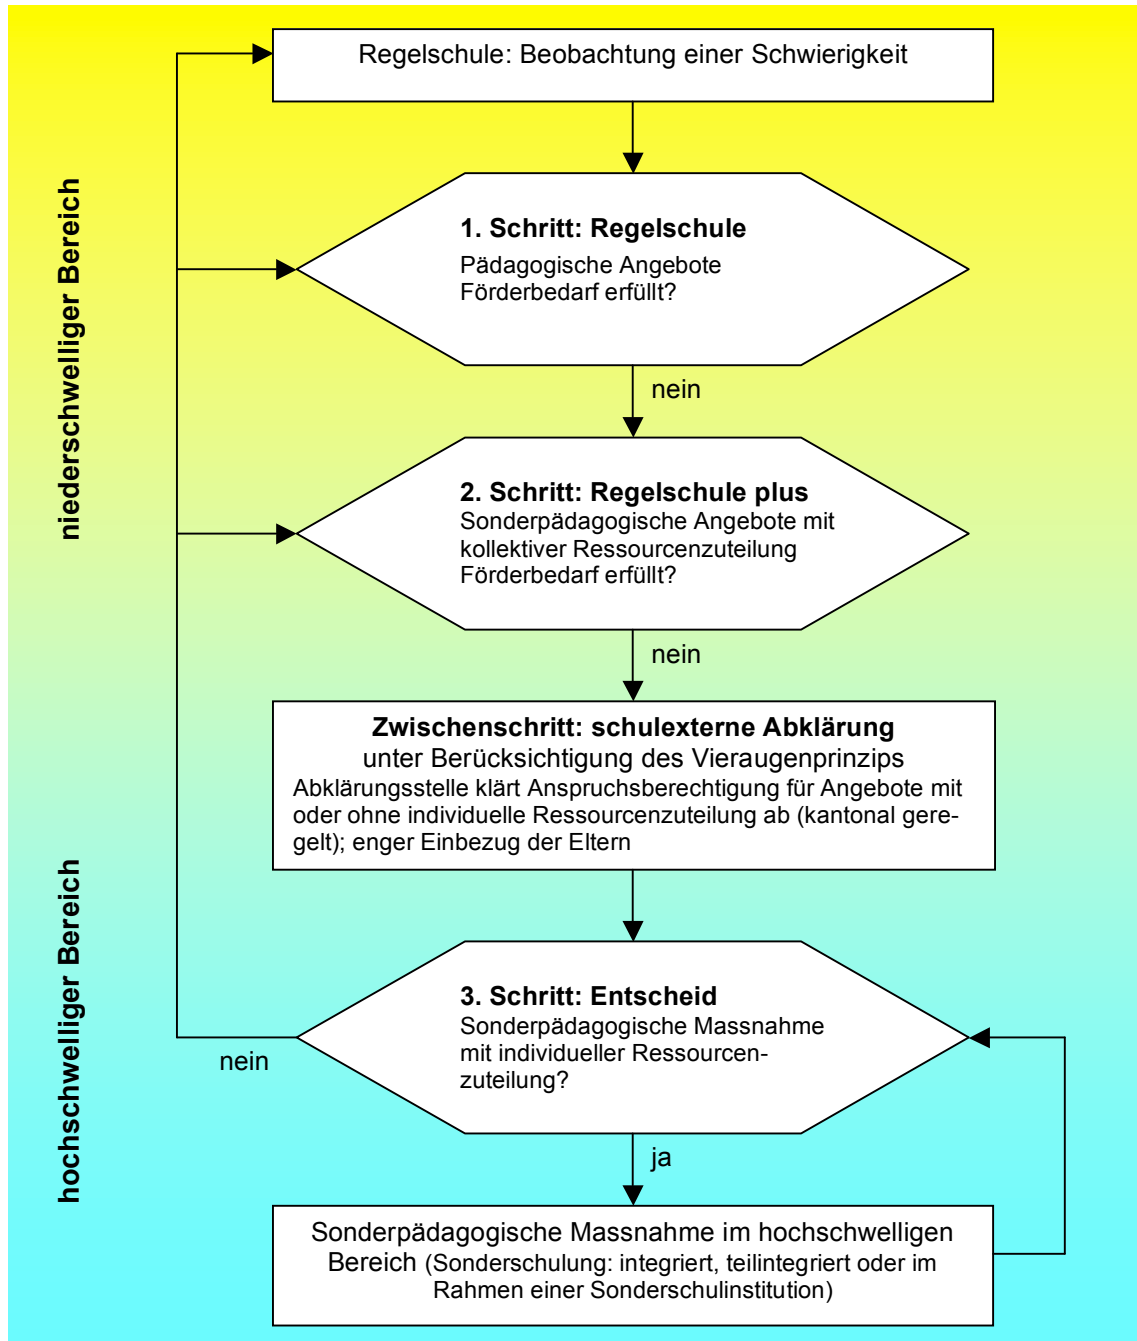 Regelschule: Beobachtung einer Schwierigkeit
niederschwelliger Bereich
1. Schritt: Regelschule
Pädagogische Angebote
Förderbedarf erfüllt?
nein
2. Schritt: Regelschule plus
Sonderpädagogische Angebote mit
kollektiver Ressourcenzuteilung
Förderbedarf erfüllt?
nein
Zwischenschritt: schulexterne Abklärung
unter Berücksichtigung des Vieraugenprinzips
Abklärungsstelle klärt Anspruchsberechtigung für Angebote mit
oder ohne individuelle Ressourcenzuteilung ab (kantonal gere-
gelt); enger Einbezug der Eltern
hochschwelliger Bereich
3. Schritt: Entscheid
Sonderpädagogische Massnahme
mit individueller Ressourcen-
zuteilung?
nein
ja
Sonderpädagogische Massnahme im hochschwelligen
Bereich (Sonderschulung: integriert, teilintegriert oder im
Rahmen einer Sonderschulinstitution)